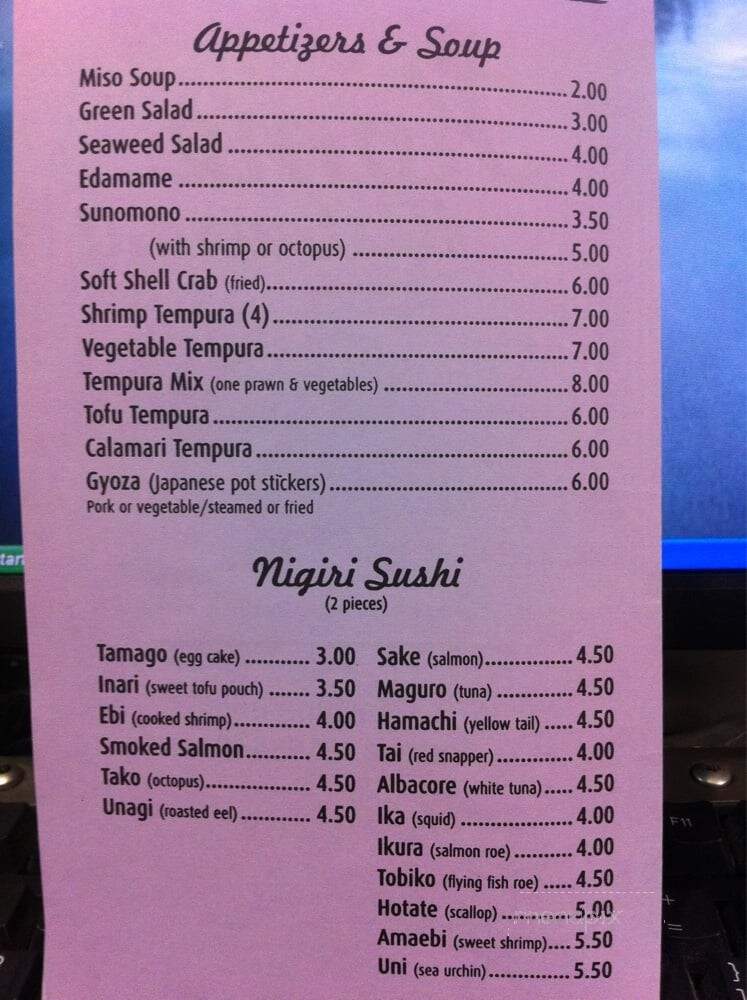 Appetizers & Soup
Miso Soup........2.00
Green Salad........3.00
Seaweed Salad........4.00
Edamame........4.00
Sunomono........3.50
(with shrimp or octopus)........5.00
Soft Shell Crab (fried)........6.00
Shrimp Tempura (4)........7.00
Vegetable Tempura........7.00
Tempura Mix (one prawn & vegetables)........8.00
Tofu Tempura........6.00
Calamari Tempura........6.00
Gyoza (Japanese pot stickers)........6.00
Pork or vegetable/steamed or fried
Nigiri Sushi
(2 pieces)
Tamago (egg cake)........3.00
Inari (sweet tofu pouch)........3.50
Ebi (cooked shrimp)........4.00
Smoked Salmon........4.50
Tako (octopus)........4.50
Unagi (roasted eel)........4.50
Sake (salmon)........4.50
Maguro (tuna)........4.50
Hamachi (yellow tail)........4.50
Tai (red snapper)........4.00
Albacore (white tuna)........4.50
Ika (squid)........4.00
Ikura (salmon roe)........4.00
Tobiko (flying fish roe)........4.50
Hotate (scallop)........5.00
Amaebi (sweet shrimp)........5.50
Uni (sea urchin)........5.50
F11
+
=